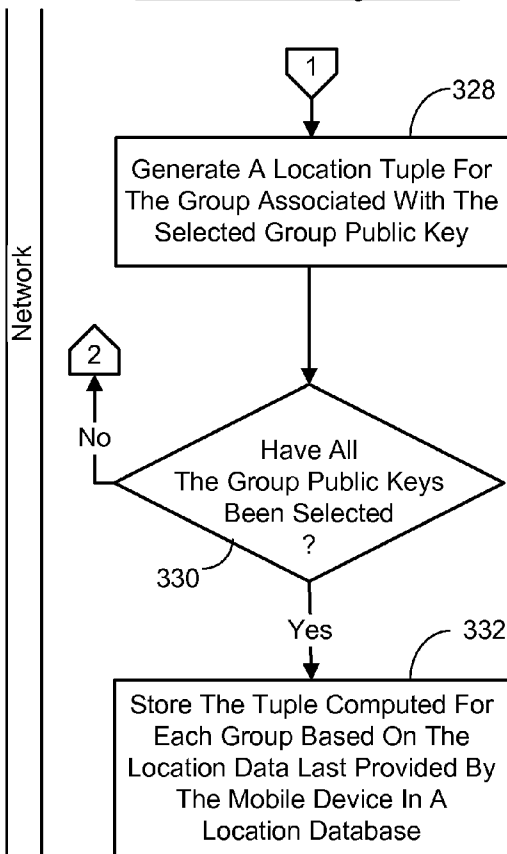 1
328
Generate A Location Tuple For
The Group Associated With The
Selected Group Public Key
Network
2
No
Have All
The Group Public Keys
Been Selected
?
330
Yes
332
Store The Tuple Computed For
Each Group Based On The
Location Data Last Provided By
The Mobile Device In A
Location Database